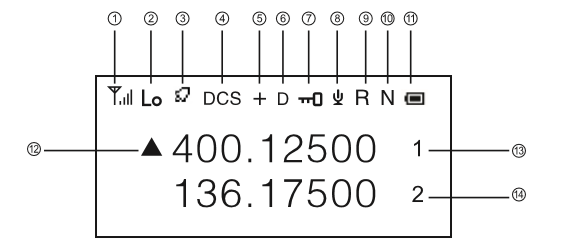 ① ② ③ ④ ⑤ ⑥ ⑦ ⑧ ⑨ ⑩ ⑪
Lo DCS + D R N
⑫ ▲ 400.12500 1 ⑬
136.17500 2 ⑭